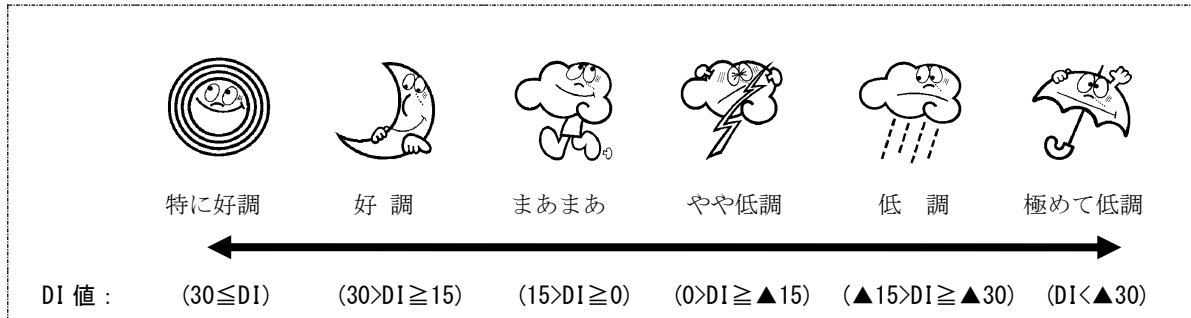 特に好調 好 調 まあまあ やや低調 低 調 極めて低調
DI 値： (30≦DI) (30>DI≧15) (15>DI≧0) (0>DI≧▲15) (▲15>DI≧▲30) (DI<▲30)